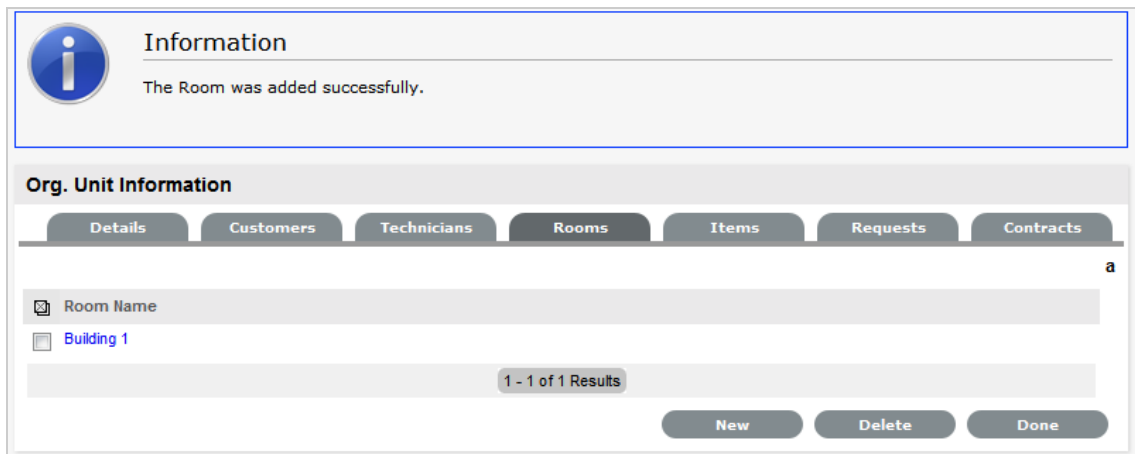 Information
The Room was added successfully.
Org. Unit Information
Details Customers Technicians Rooms Items Requests Contracts
a
Room Name
Building 1
1 - 1 of 1 Results
New Delete Done